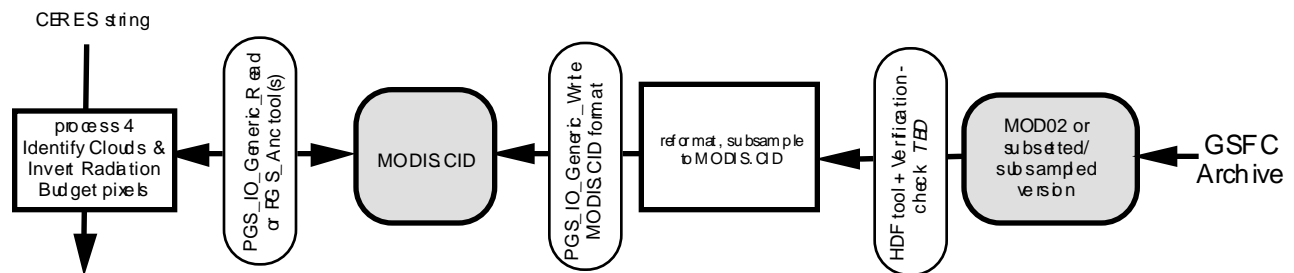 CERES string
process 4
Identify Clouds &
Invert Radiation
Budget pixels
PGS_IO_Generic_Read
or PGS_Anc tool(s)
MODIS.CID
PGS_IO_Generic_Write
MODIS.CID format
reformat, subsample
to MODIS.CID
HDF tool + Verification-
check TBD
MOD02 or
subsetted/
subsampled
version
GSFC
Archive